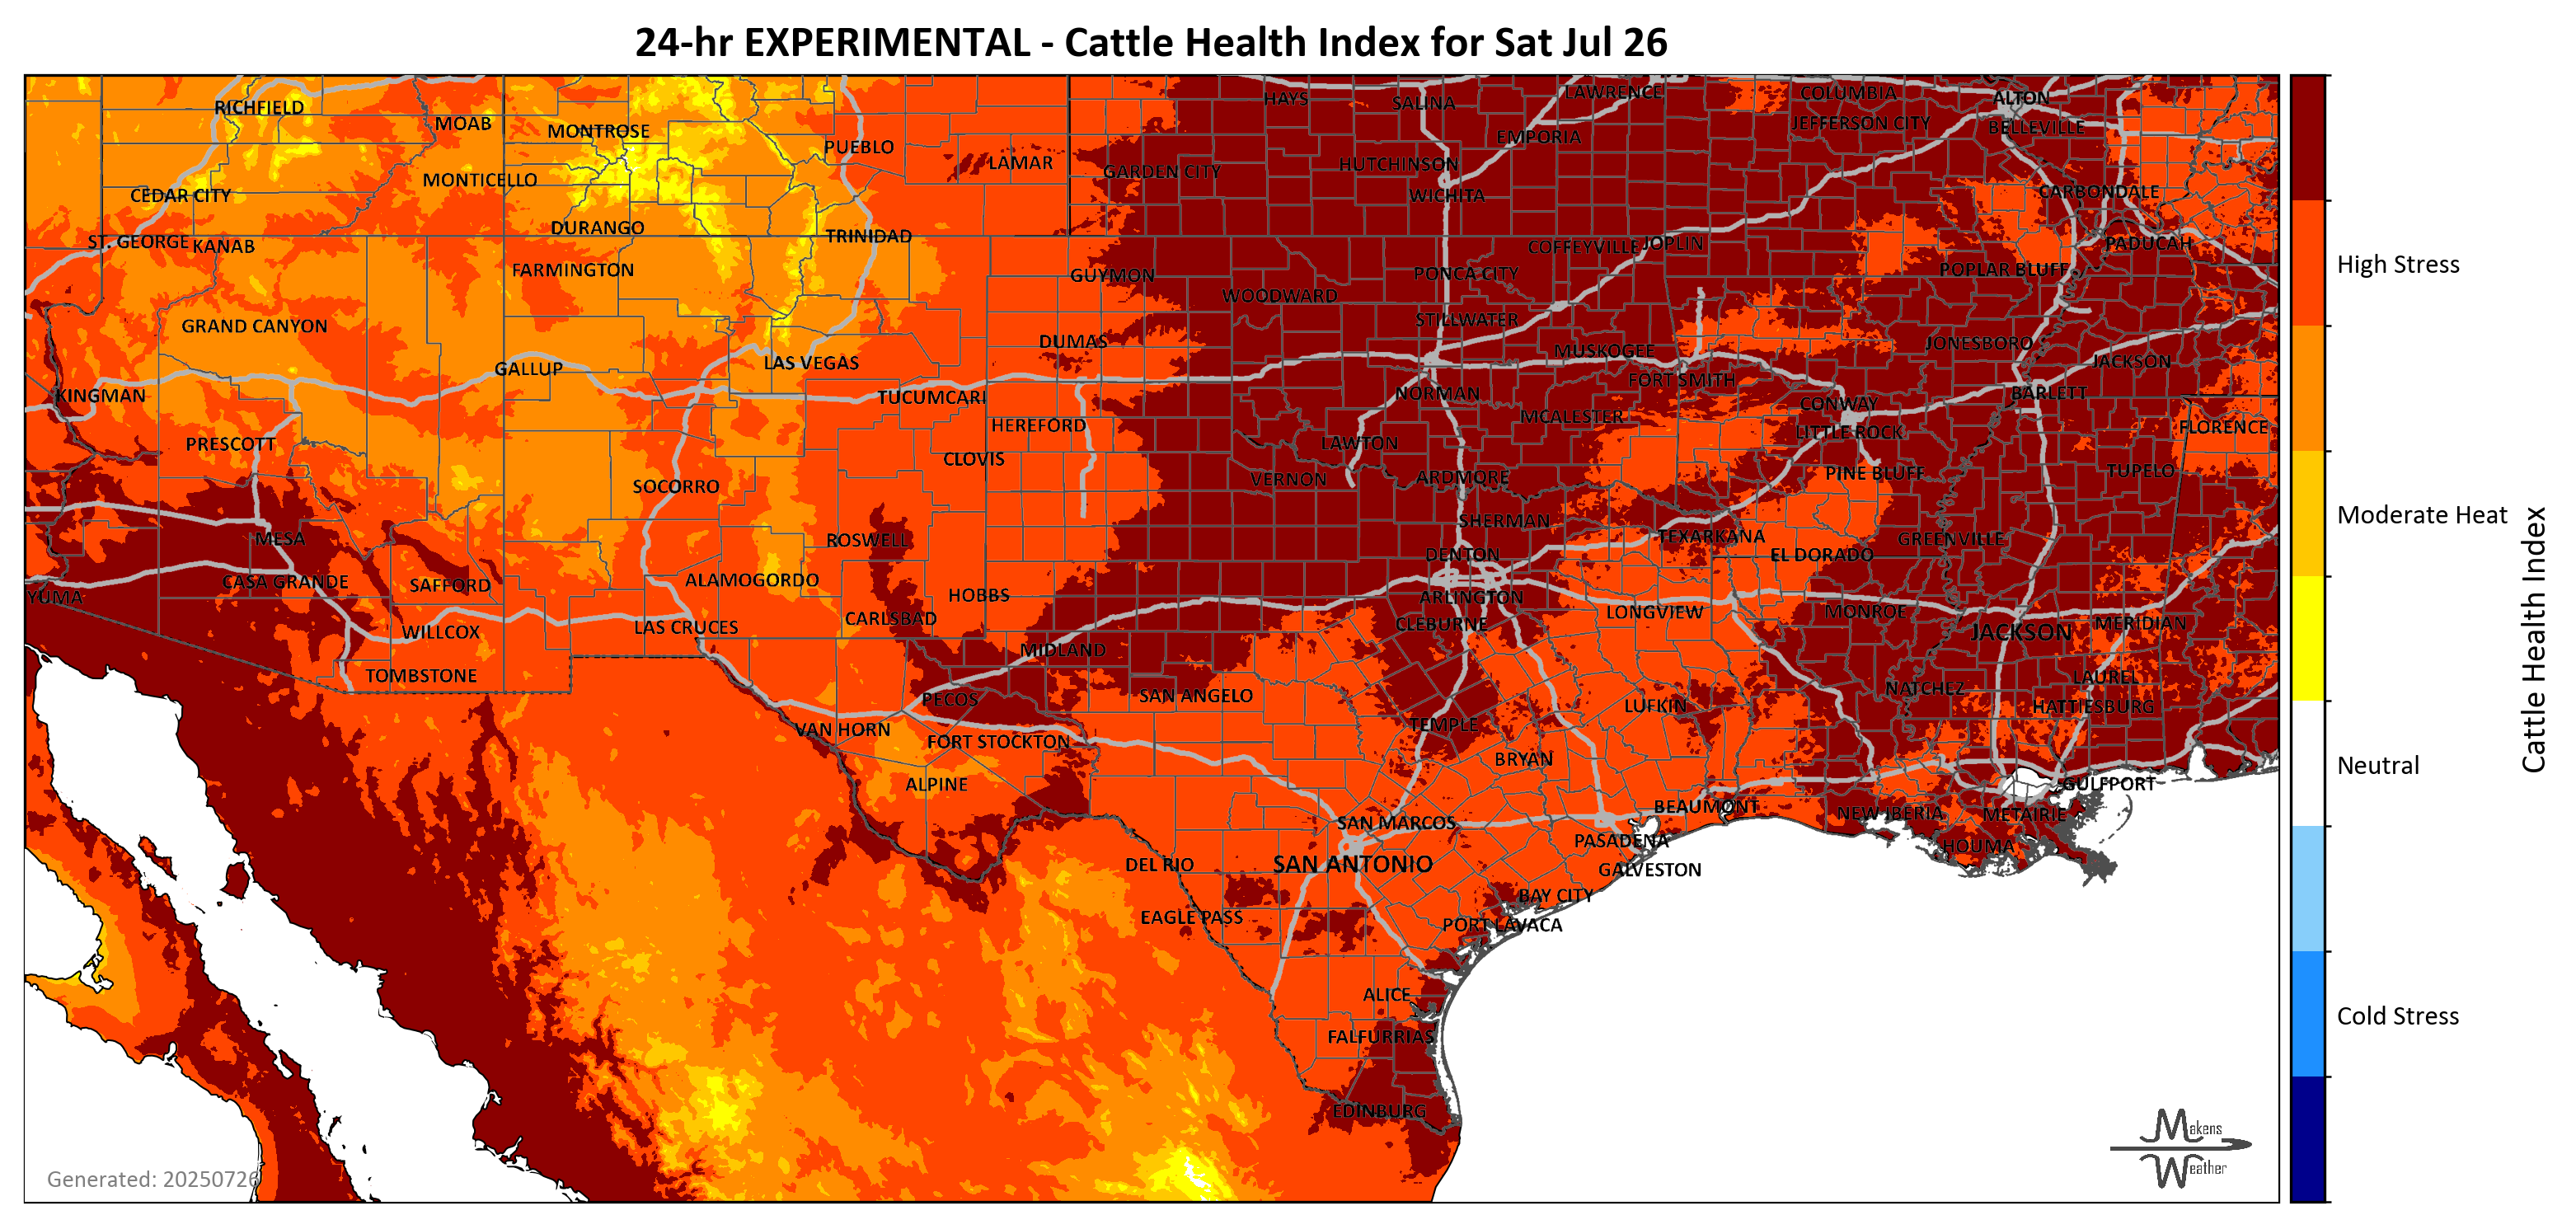 24-hr EXPERIMENTAL - Cattle Health Index for Sat Jul 26
RICHFIELD
MOAB
MONTROSE
PUEBLO
LAMAR
GARDEN CITY
HAYS
SALINA
LAWRENCE
EMPORIA
HUTCHINSON
WICHITA
COLUMBIA
JEFFERSON CITY
ALTON
BELLEVILLE
CARBONDALE
CEDAR CITY
MONTICELLO
DURANGO
TRINIDAD
ST. GEORGE
KANAB
FARMINGTON
GUYMON
WOODWARD
PONCA CITY
COFFEYVILLE
JOPLIN
POPLAR BLUFF
PADUCAH
High Stress
GRAND CANYON
GALLUP
LAS VEGAS
DUMAS
STILLWATER
MUSKOGEE
JONESBORO
JACKSON
KINGMAN
TUCUMCARI
NORMAN
FORT SMITH
CONWAY
BARLETT
PRESCOTT
HEREFORD
CLOVIS
LAWTON
MCALESTER
LITTLE ROCK
FLORENCE
SOCORRO
VERNON
ARDMORE
PINE BLUFF
TUPELO
MESA
ROSWELL
SHERMAN
TEXARKANA
GREENVILLE
Moderate Heat
YUMA
CASA GRANDE
SAFFORD
ALAMOGORDO
HOBBS
DENTON
ARLINGTON
EL DORADO
WILLCOX
LAS CRUCES
CARLSBAD
CLEBURNE
LONGVIEW
MONROE
JACKSON
MERIDIAN
TOMBSTONE
MIDLAND
PECOS
SAN ANGELO
LUFKIN
NATCHEZ
LAUREL
HATTIESBURG
VAN HORN
FORT STOCKTON
TEMPLE
BRYAN
Cattle Health Index
ALPINE
BEAUMONT
GULFPORT
Neutral
SAN MARCOS
NEW IBERIA
METAIRIE
DEL RIO
SAN ANTONIO
PASADENA
GALVESTON
HOUMA
EAGLE PASS
BAY CITY
PORT LAVACA
ALICE
FALFURRIAS
Cold Stress
EDINBURG
Makens
Weather
Generated: 20250726